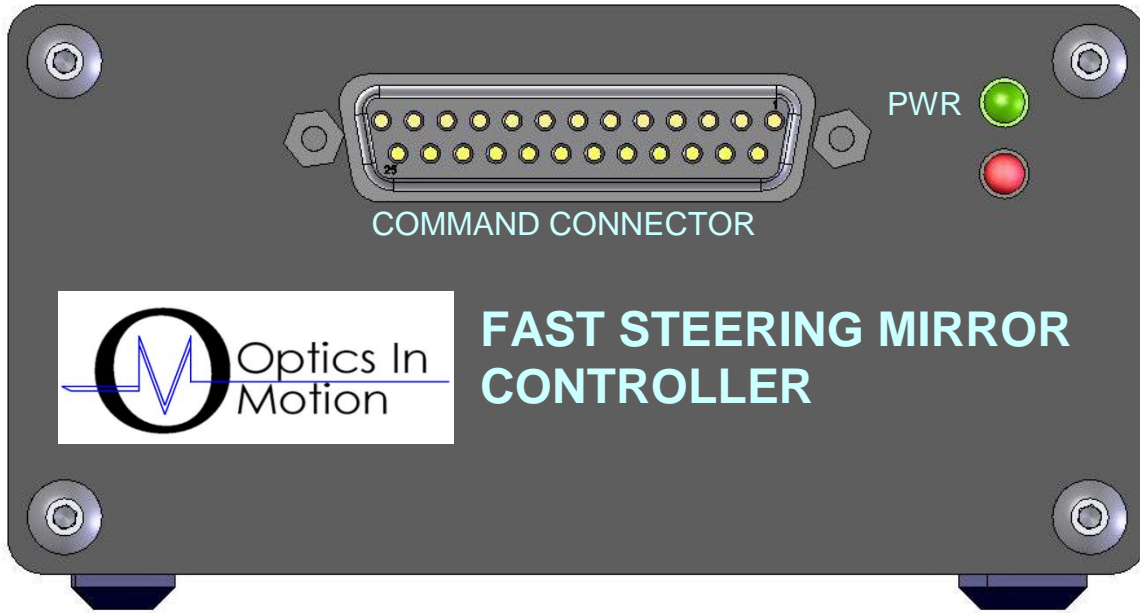 1
PWR
25
COMMAND CONNECTOR
Optics In
Motion
FAST STEERING MIRROR
CONTROLLER